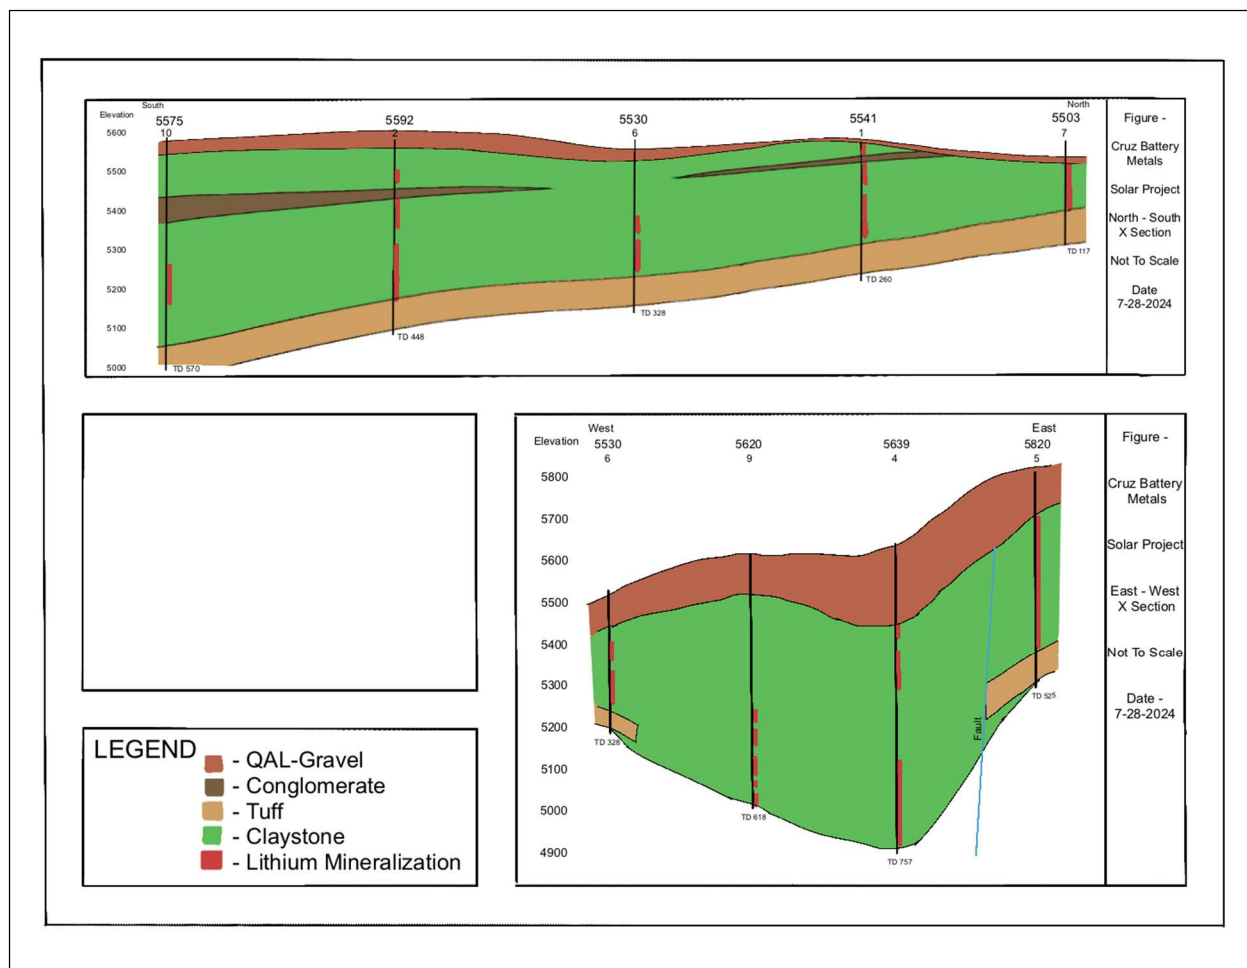 South
North
Elevation
5575
5592
5530
5541
5503
10
2
6
1
7
5600
5500
5400
5300
5200
5100
5000
TD 570
TD 448
TD 328
TD 260
TD 117
Figure -
Cruz Battery
Metals
Solar Project
North - South
X Section
Not To Scale
Date
7-28-2024
West
East
Elevation
5530
5620
5639
5820
6
9
4
5
5800
5700
5600
5500
5400
5300
5200
5100
5000
4900
TD 328
TD 618
TD 757
TD 525
Fault
Figure -
Cruz Battery
Metals
Solar Project
East - West
X Section
Not To Scale
Date -
7-28-2024
LEGEND
- QAL-Gravel
- Conglomerate
- Tuff
- Claystone
- Lithium Mineralization